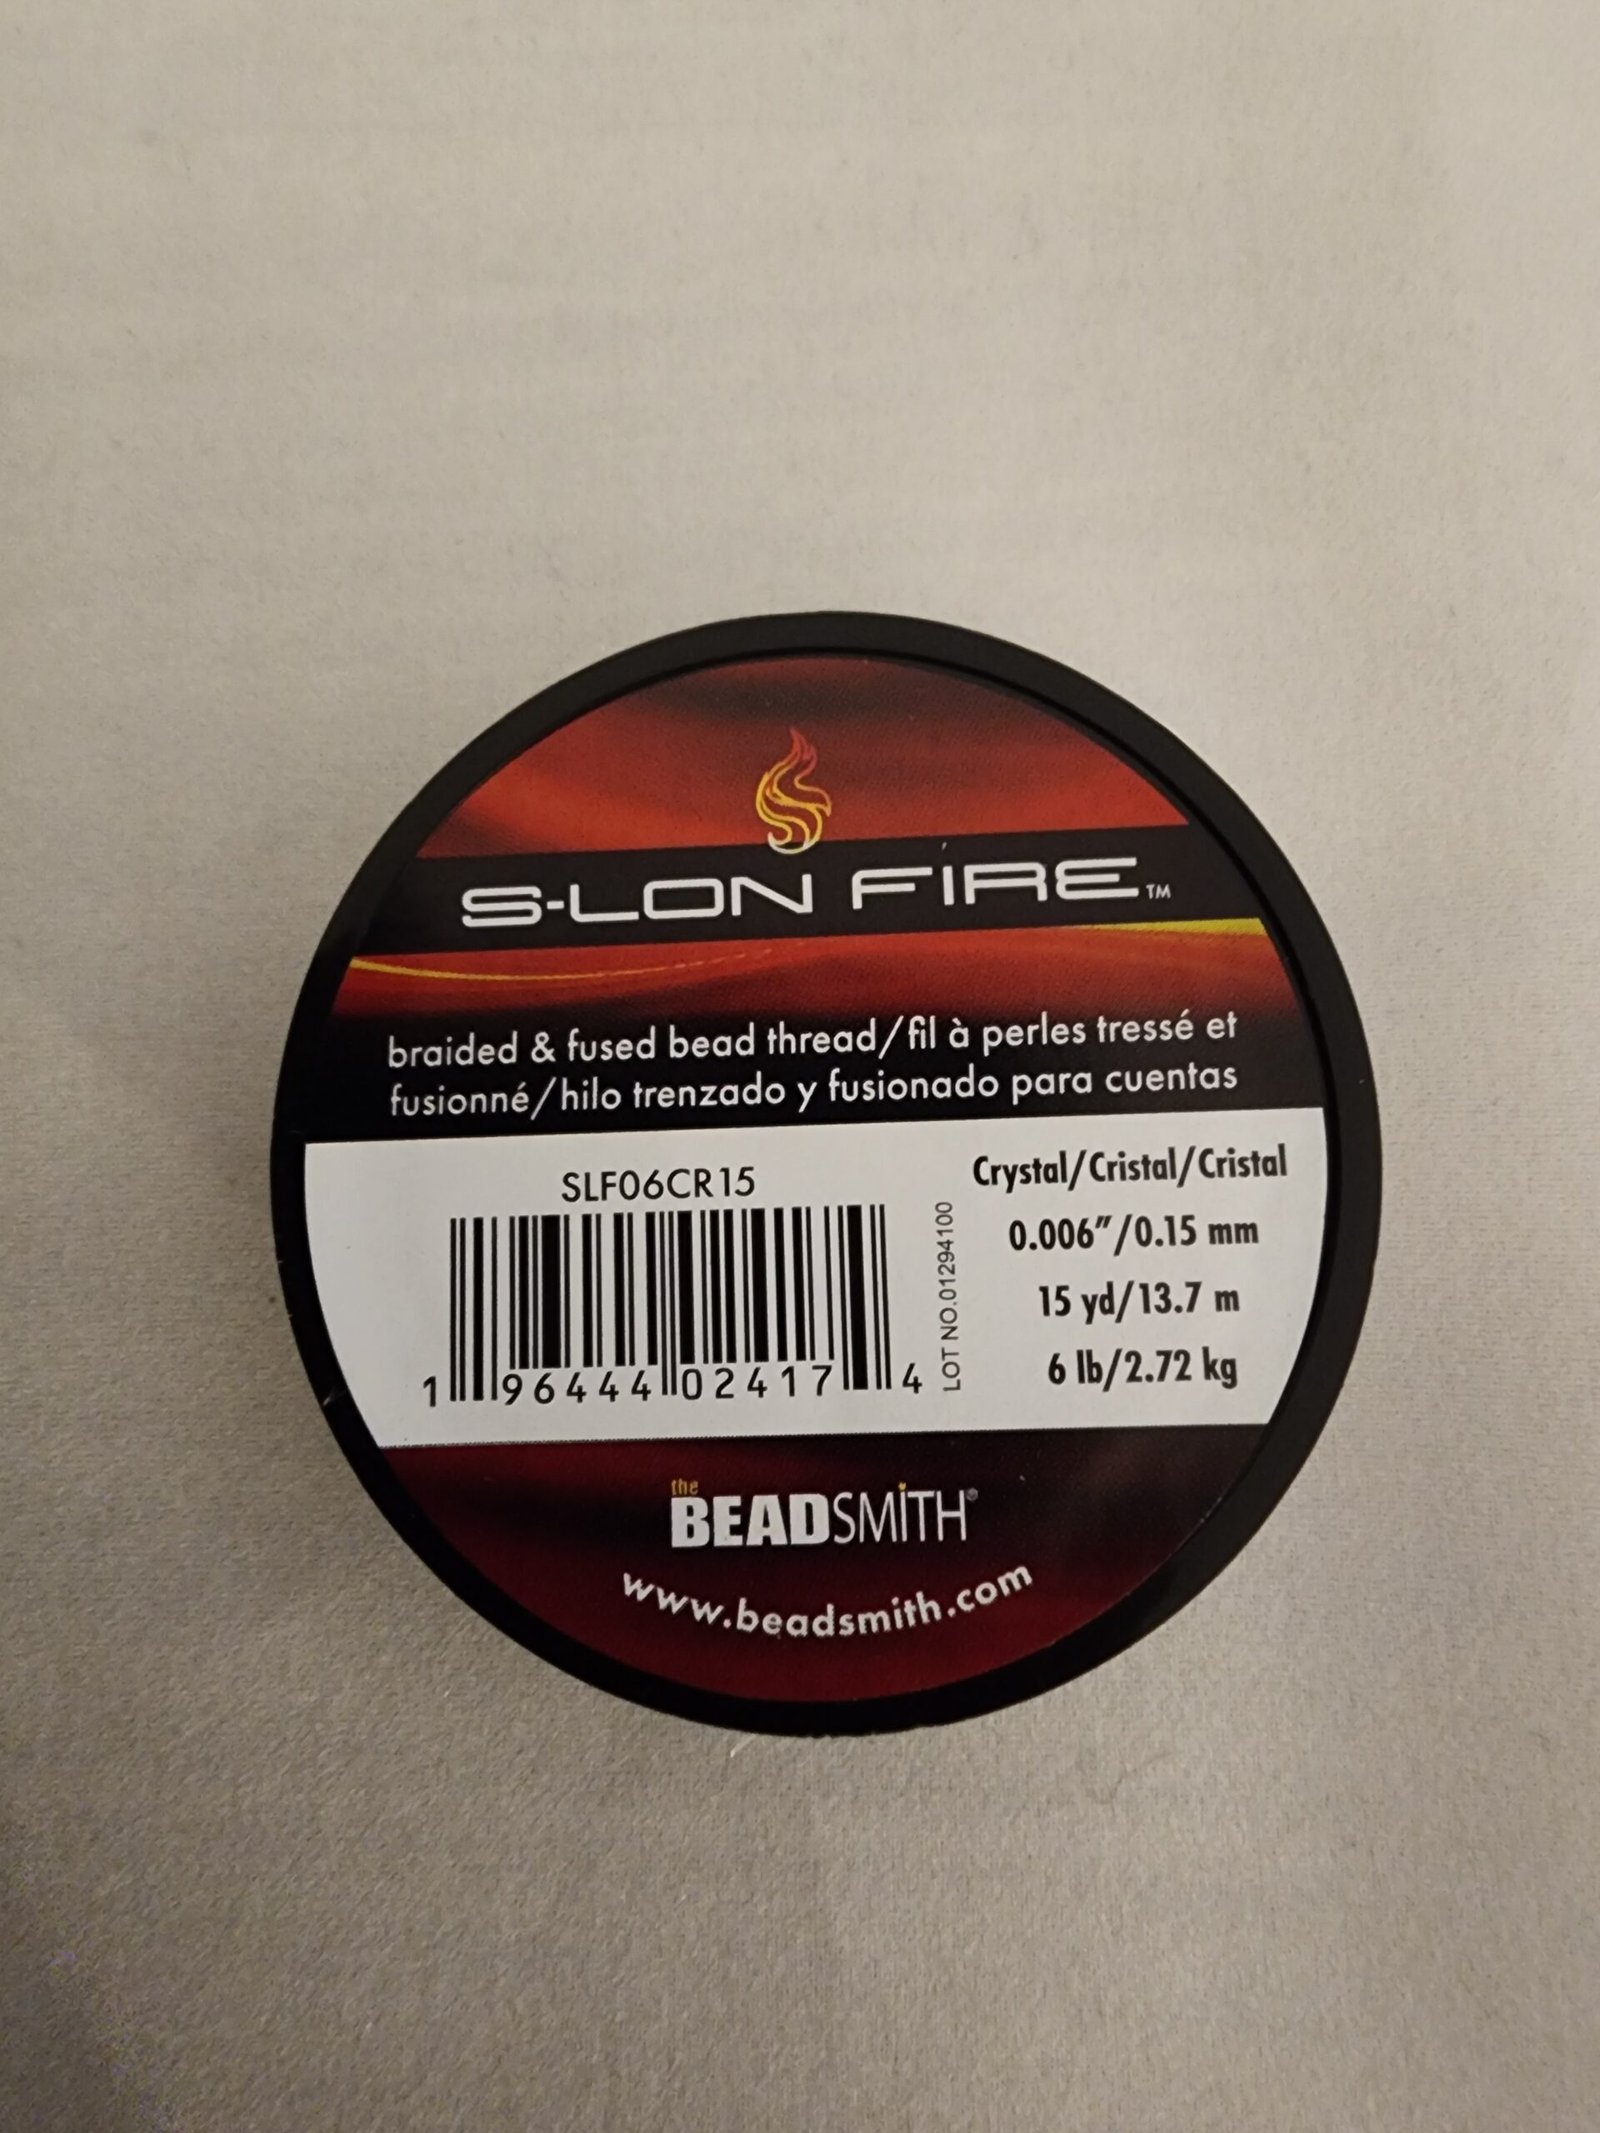 S-LON FIRE™
braided & fused bead thread/fil à perles tressé et
fusionné/hilo trenzado y fusionado para cuentas
SLF06CR15
1 96444 02417 4
LOT NO.01294100
Crystal/Cristal/Cristal
0.006″/0.15 mm
15 yd/13.7 m
6 lb/2.72 kg
the
BEADSMITH®
www.beadsmith.com